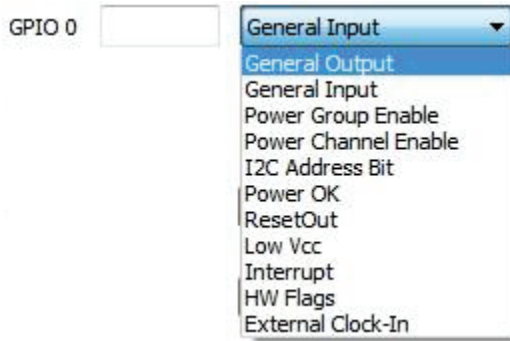 GPIO 0 General Input
General Output
General Input
Power Group Enable
Power Channel Enable
I2C Address Bit
Power OK
ResetOut
Low Vcc
Interrupt
HW Flags
External Clock-In